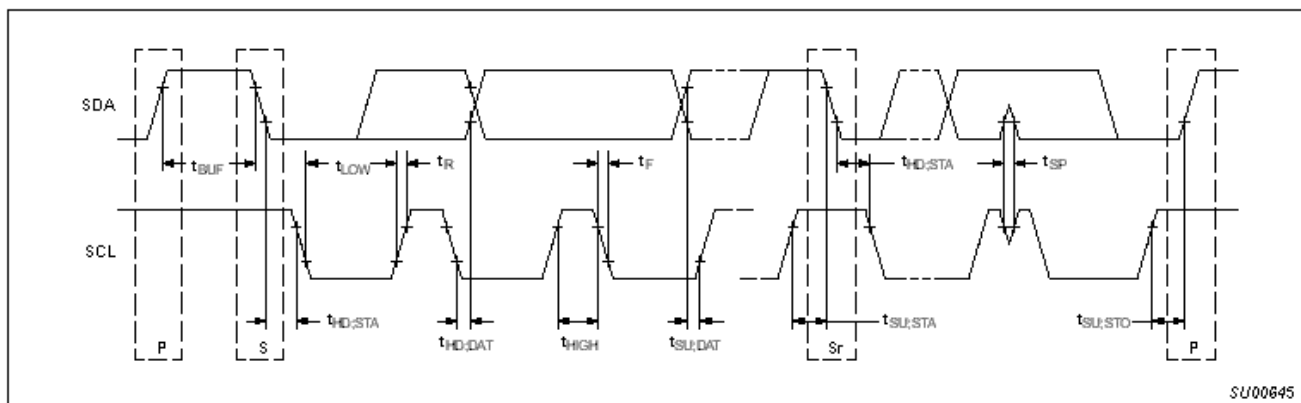 SDA
tBUF tLOW tR tF tHD;STA tSP
SCL
tHD;STA tHD;DAT tHIGH tSU;DAT tSU;STA tSU;STO
P S Sr P
SU00645